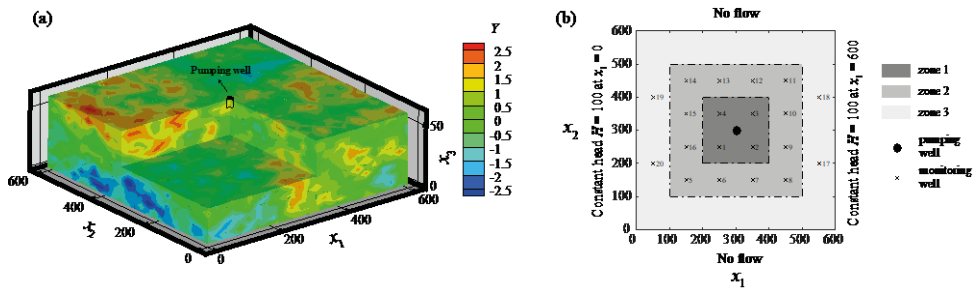 (a)
Y
Pumping well
2.5
2
1.5
1
0.5
0
-0.5
-1
-1.5
-2
-2.5
50
0
x3
600
400
200
0
x2
0
200
400
600
x1
(b)
No flow
Constant head H = 100 at x1 = 0
Constant head H = 100 at x1 = 600
x2
600
500
400
300
200
100
0
14 13 12 11
19 18
15 4 3 10
16 1 2 9
20 17
5 6 7 8
0 100 200 300 400 500 600
No flow
x1
zone 1
zone 2
zone 3
pumping
well
monitoring
well